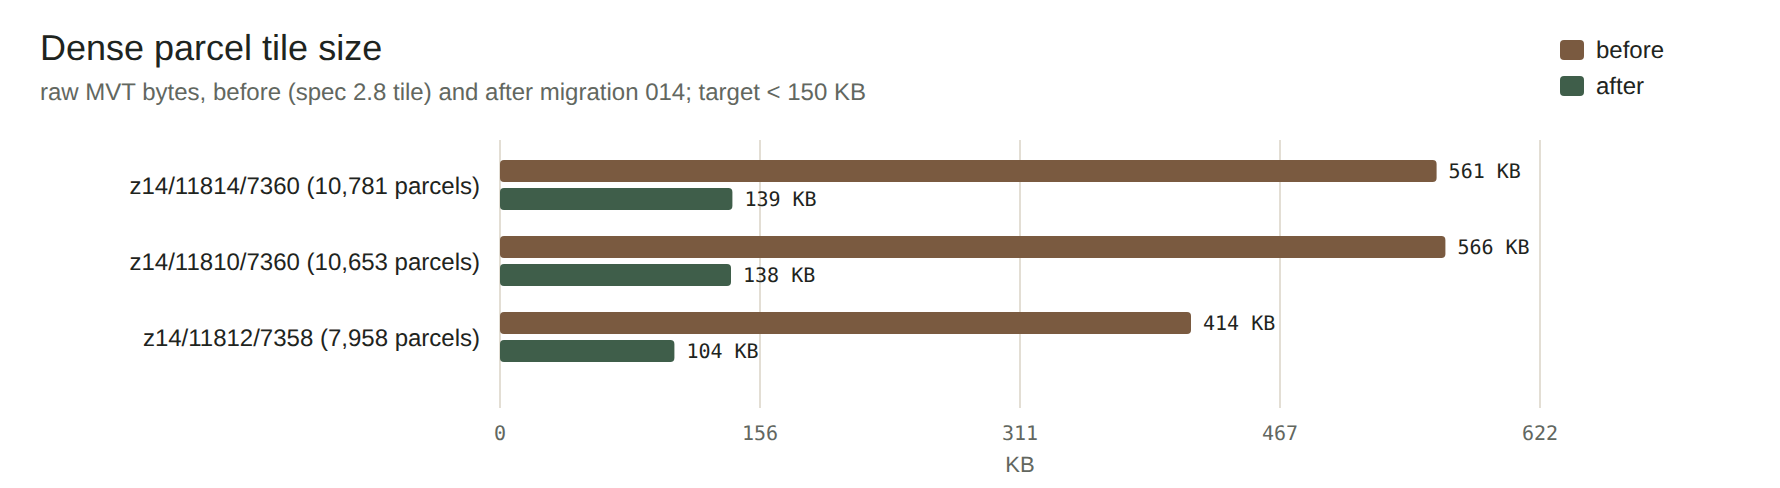 Dense parcel tile size
raw MVT bytes, before (spec 2.8 tile) and after migration 014; target < 150 KB
before
after
z14/11814/7360 (10,781 parcels)
561 KB
139 KB
z14/11810/7360 (10,653 parcels)
566 KB
138 KB
z14/11812/7358 (7,958 parcels)
414 KB
104 KB
0 156 311 467 622
KB